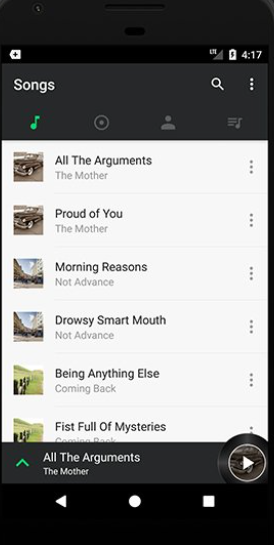 LTE 4:17
Songs
All The Arguments
The Mother
Proud of You
The Mother
Morning Reasons
Not Advance
Drowsy Smart Mouth
Not Advance
Being Anything Else
Coming Back
Fist Full Of Mysteries
Coming Back
All The Arguments
The Mother